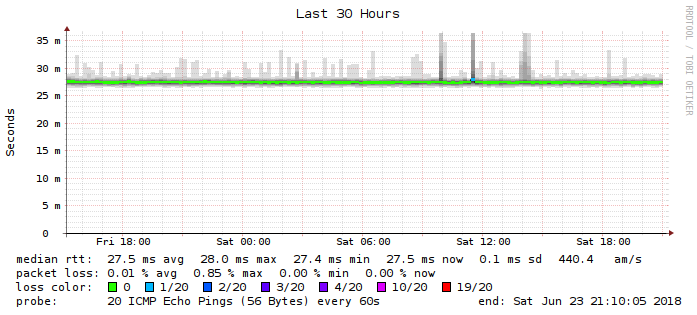 Last 30 Hours
RRDTOOL / TOBI OETIKER
Seconds
35 m
30 m
25 m
20 m
15 m
10 m
5 m
0
Fri 18:00 Sat 00:00 Sat 06:00 Sat 12:00 Sat 18:00
median rtt: 27.5 ms avg 28.0 ms max 27.4 ms min 27.5 ms now 0.1 ms sd 440.4 am/s
packet loss: 0.01 % avg 0.85 % max 0.00 % min 0.00 % now
loss color: 0 1/20 2/20 3/20 4/20 10/20 19/20
probe: 20 ICMP Echo Pings (56 Bytes) every 60s end: Sat Jun 23 21:10:05 2018